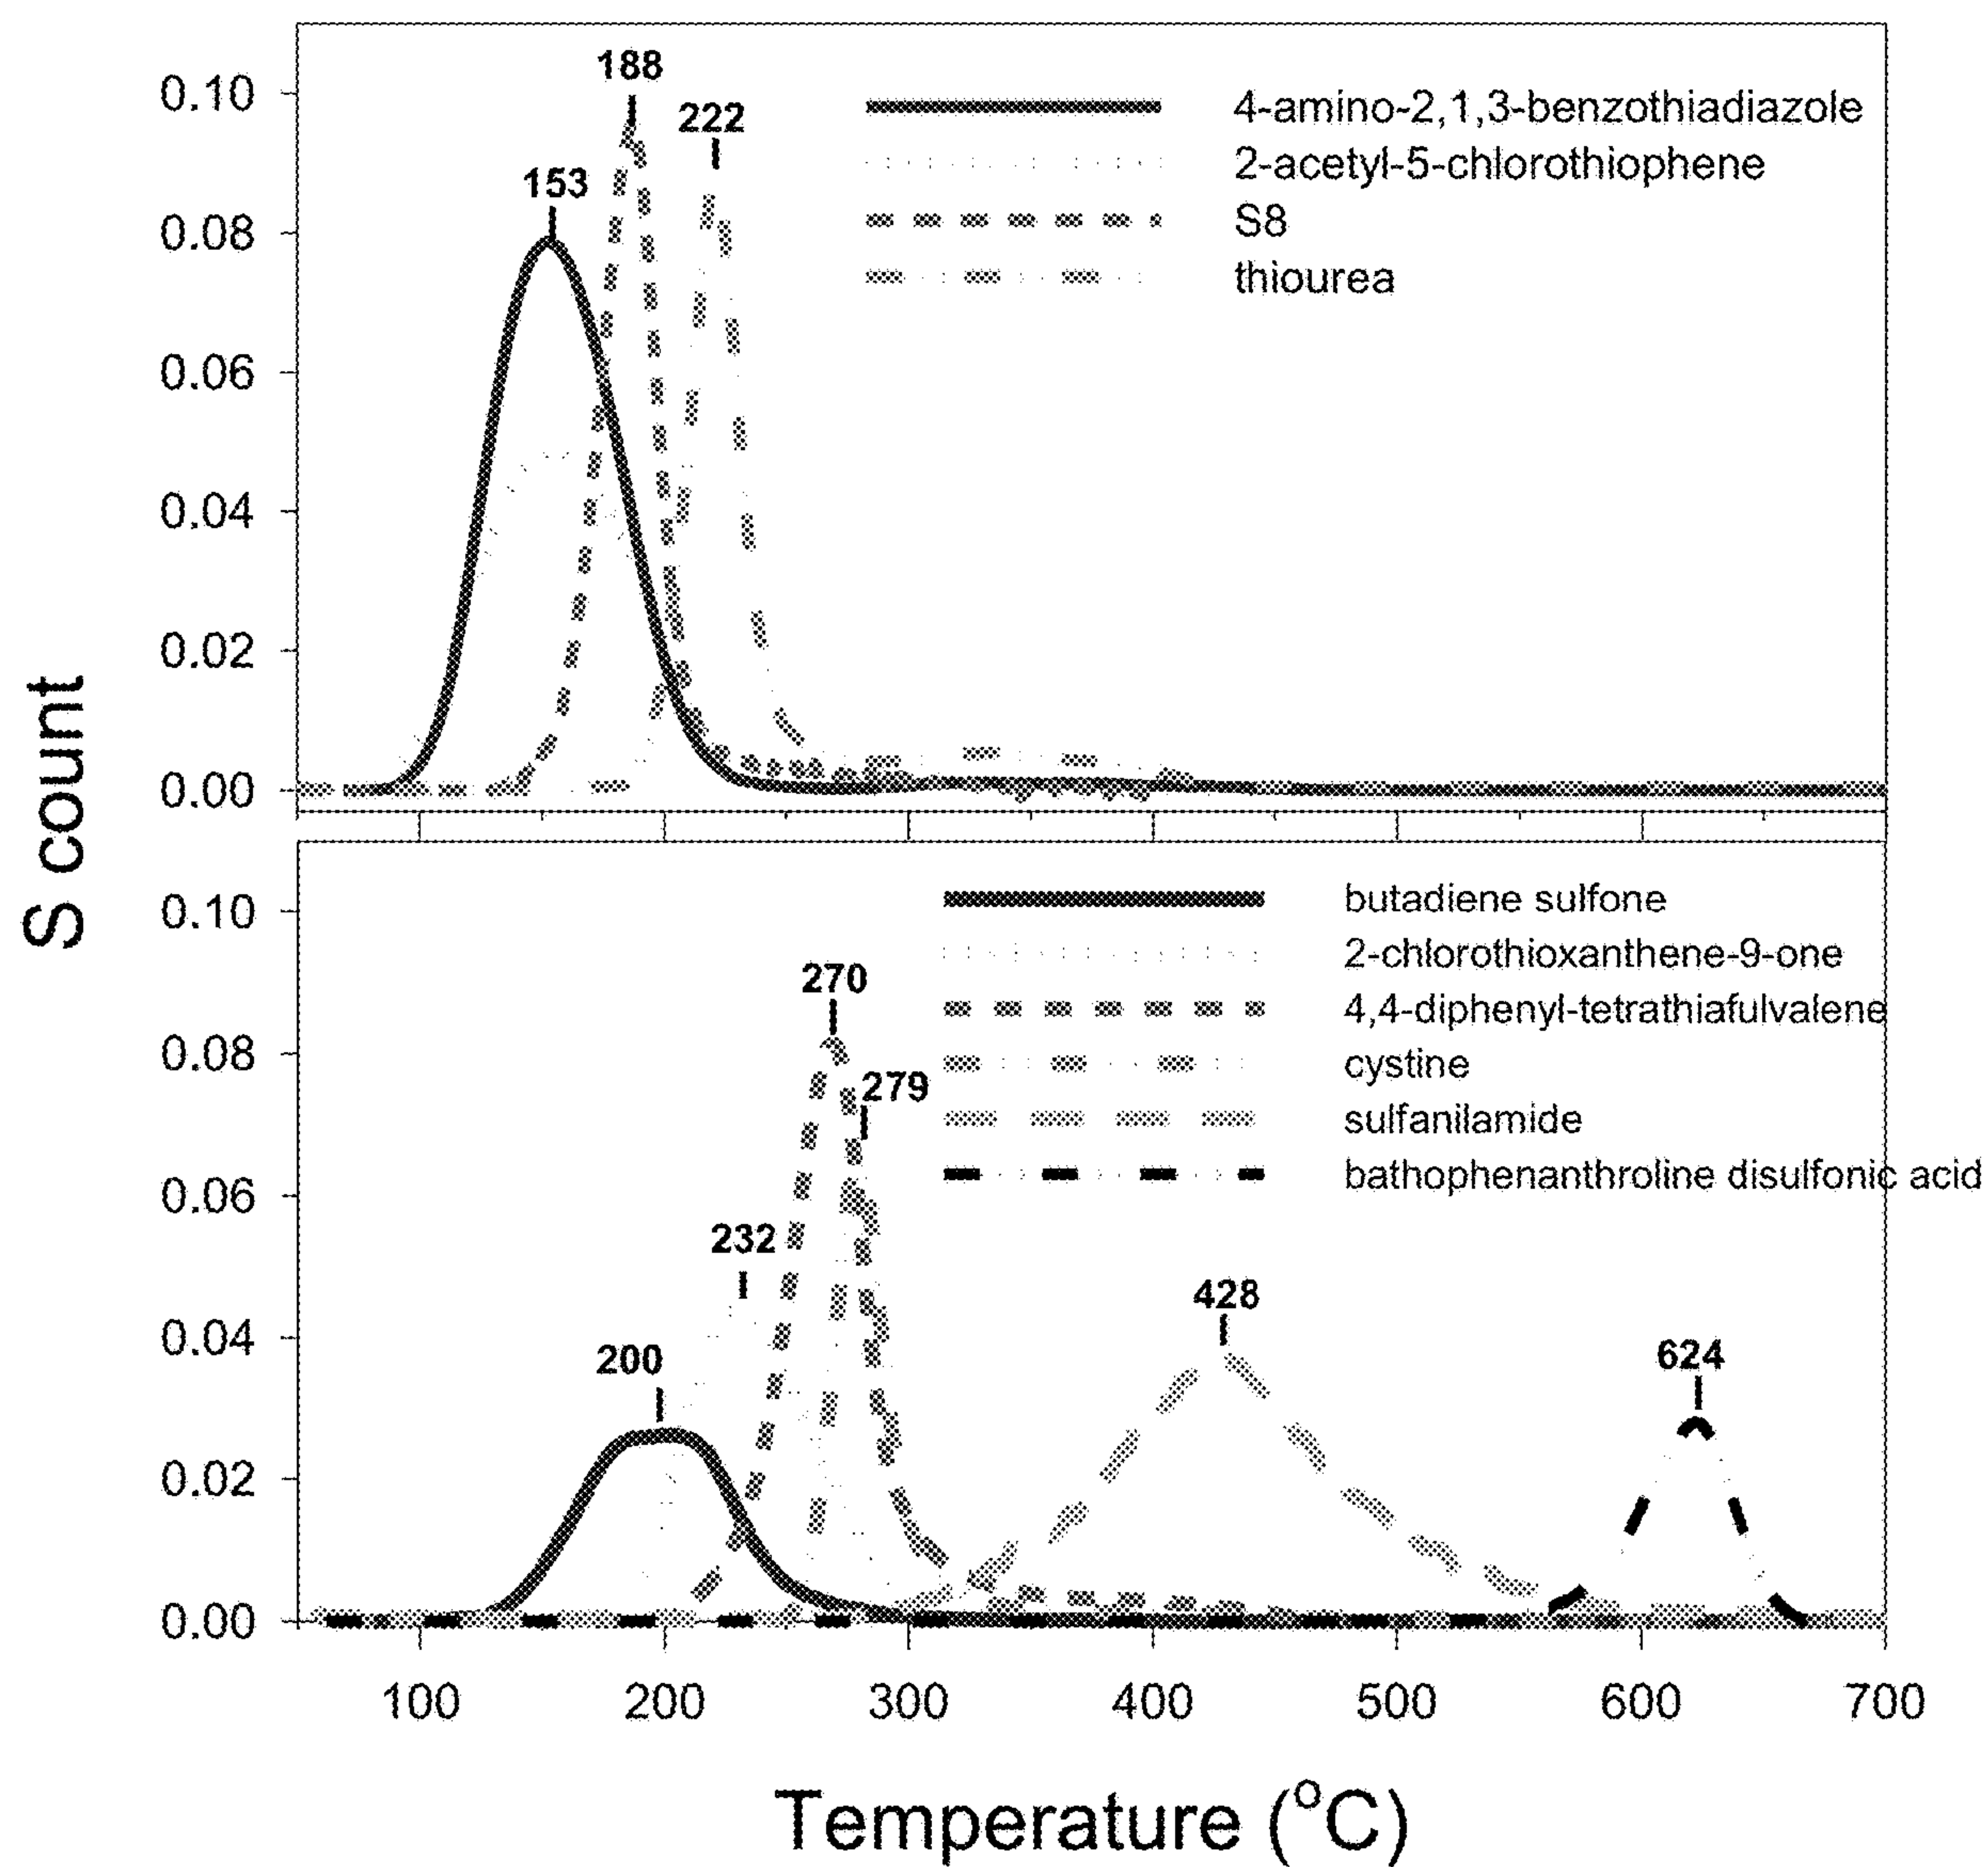 S count
0.10
0.08
0.06
0.04
0.02
0.00
153
188
222
4-amino-2,1,3-benzothiadiazole
2-acetyl-5-chlorothiophene
S8
thiourea
0.10
0.08
0.06
0.04
0.02
0.00
200
232
270
279
428
624
butadiene sulfone
2-chlorothioxanthene-9-one
4,4-diphenyl-tetrathiafulvalene
cystine
sulfanilamide
bathophenanthroline disulfonic acid
100 200 300 400 500 600 700
Temperature (°C)